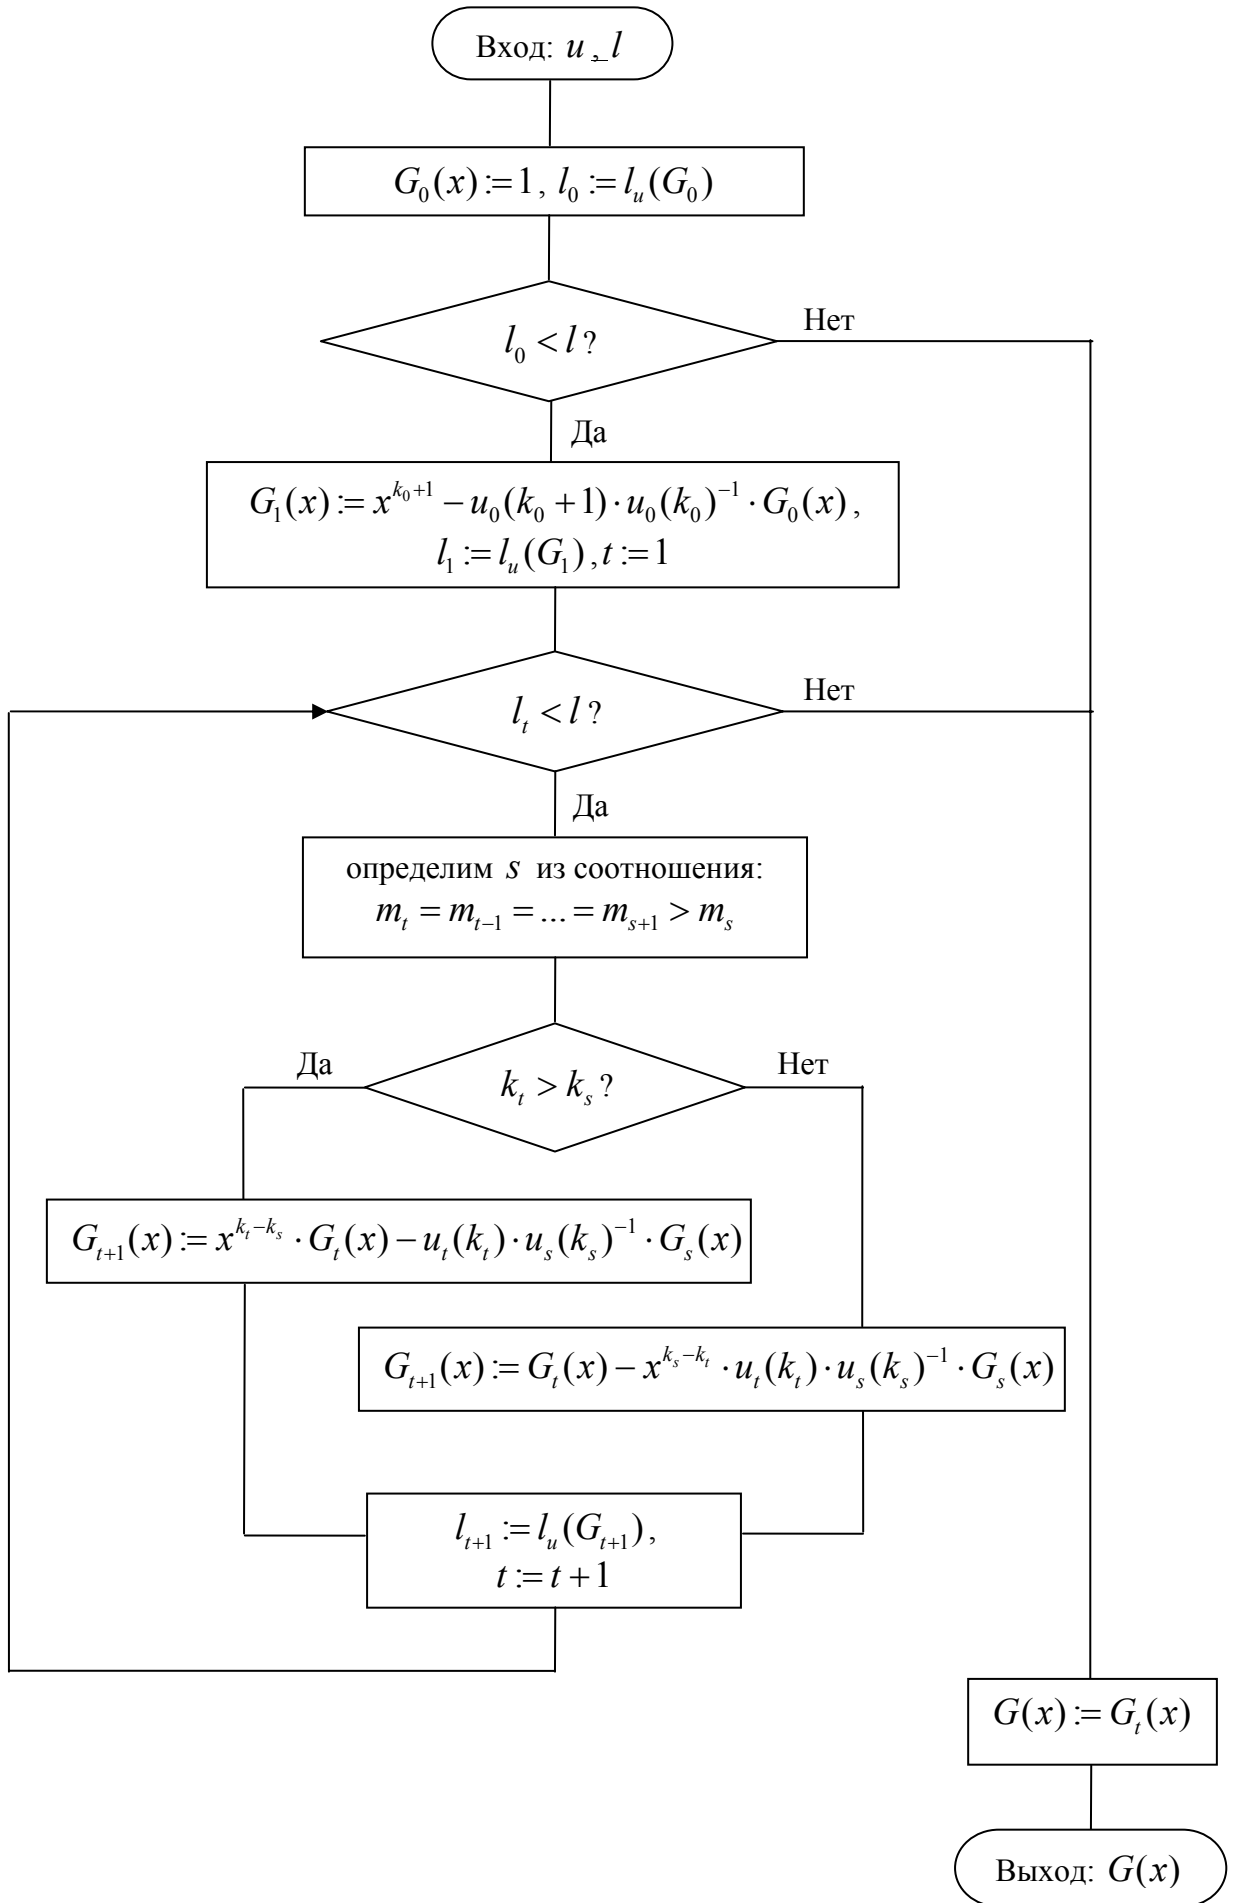 Вход: u, l
G_0(x) := 1, l_0 := l_u(G_0)
l_0 < l ?
Нет
Да
G_1(x) := x^{k_0+1} − u_0(k_0 + 1) · u_0(k_0)^{−1} · G_0(x),
l_1 := l_u(G_1), t := 1
l_t < l ?
Нет
Да
определим s из соотношения:
m_t = m_{t−1} = ... = m_{s+1} > m_s
Да
k_t > k_s ?
Нет
G_{t+1}(x) := x^{k_t−k_s} · G_t(x) − u_t(k_t) · u_s(k_s)^{−1} · G_s(x)
G_{t+1}(x) := G_t(x) − x^{k_s−k_t} · u_t(k_t) · u_s(k_s)^{−1} · G_s(x)
l_{t+1} := l_u(G_{t+1}),
t := t + 1
G(x) := G_t(x)
Выход: G(x)